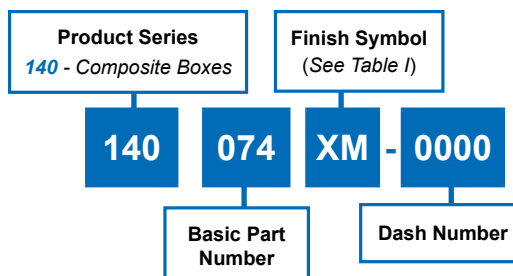 Product Series
140 - Composite Boxes
Finish Symbol
(See Table I)
140 074 XM - 0000
Basic Part
Number
Dash Number